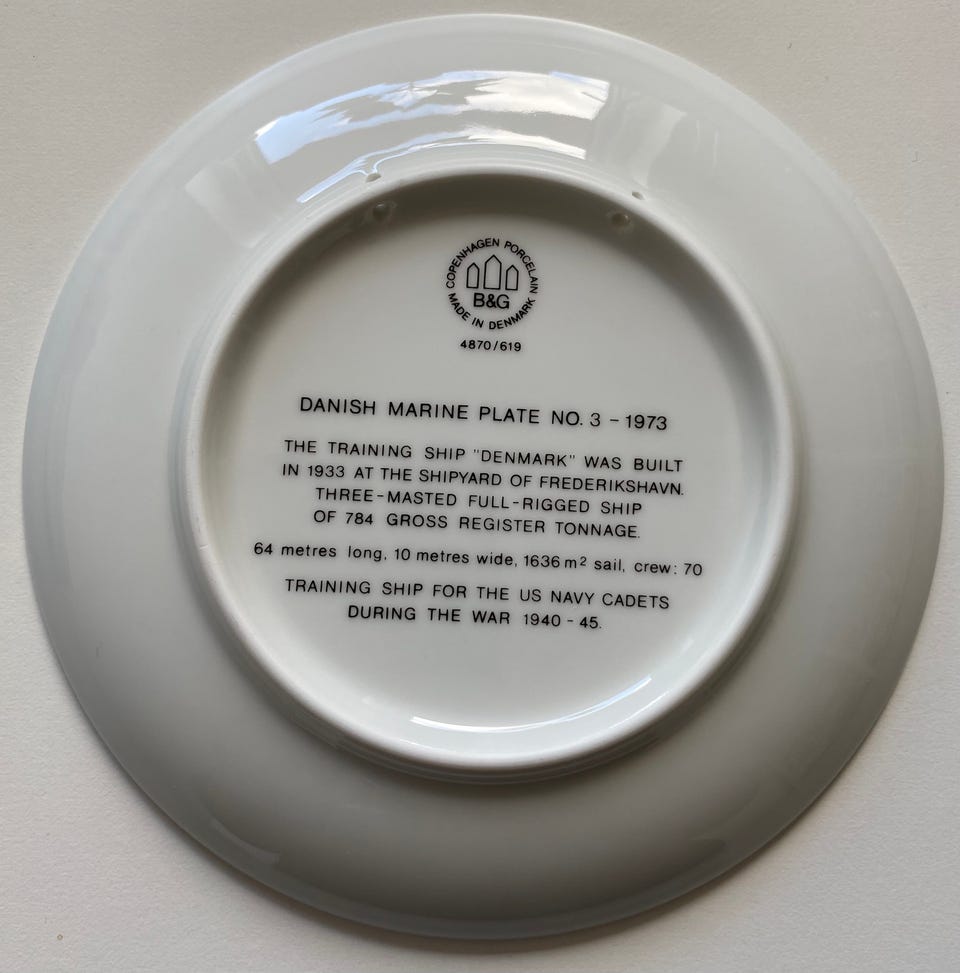 COPENHAGEN PORCELAIN
B&G
MADE IN DENMARK
4870/619
DANISH MARINE PLATE NO. 3 - 1973
THE TRAINING SHIP "DENMARK" WAS BUILT
IN 1933 AT THE SHIPYARD OF FREDERIKSHAVN.
THREE-MASTED FULL-RIGGED SHIP
OF 784 GROSS REGISTER TONNAGE.
64 metres long, 10 metres wide, 1636 m² sail, crew: 70
TRAINING SHIP FOR THE US NAVY CADETS
DURING THE WAR 1940 - 45.